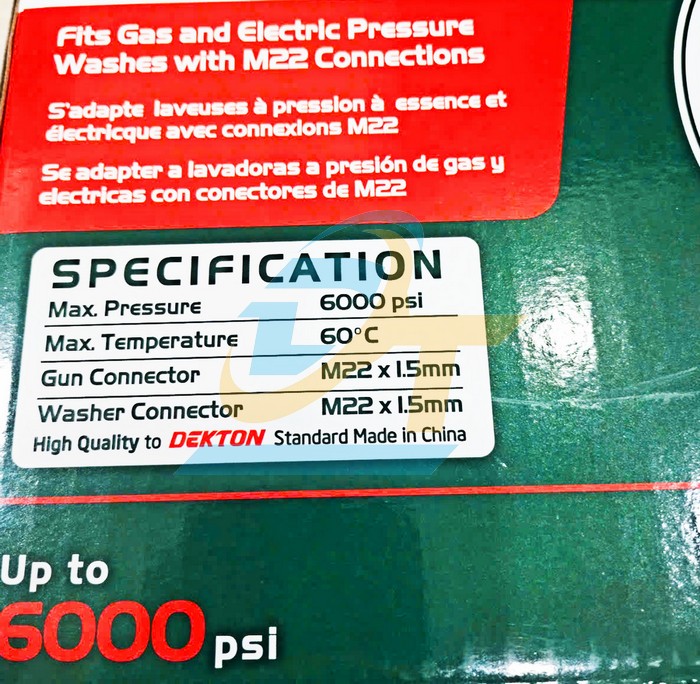 Fits Gas and Electric Pressure
Washes with M22 Connections
S'adapte laveuses à pression à essence et
électricque avec connexions M22
Se adapter a lavadoras a presión de gas y
electricas con conectores de M22
SPECIFICATION
Max. Pressure 6000 psi
Max. Temperature 60°C
Gun Connector M22 x 1.5mm
Washer Connector M22 x 1.5mm
High Quality to DEKTON Standard Made in China
DT
Up to
6000 psi